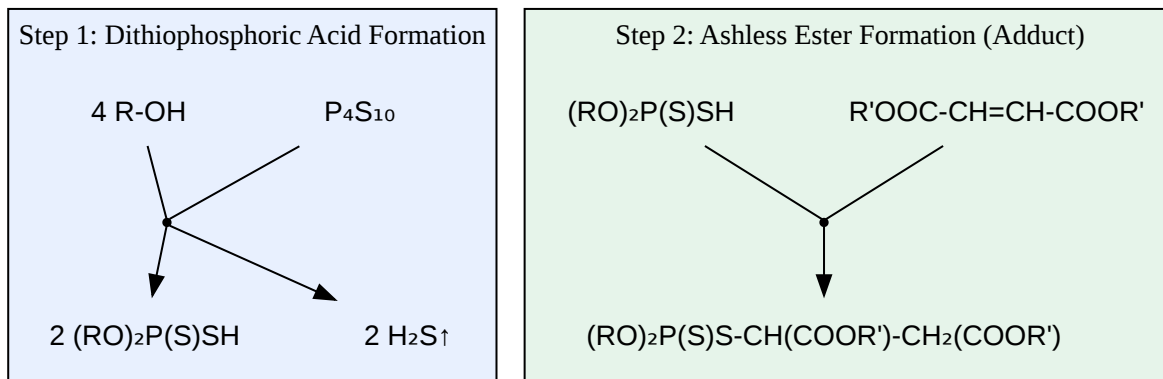 Step 1: Dithiophosphoric Acid Formation
4 R-OH
P₄S₁₀
2 (RO)₂P(S)SH
2 H₂S↑
Step 2: Ashless Ester Formation (Adduct)
(RO)₂P(S)SH
R'OOC-CH=CH-COOR'
(RO)₂P(S)S-CH(COOR')-CH₂(COOR')